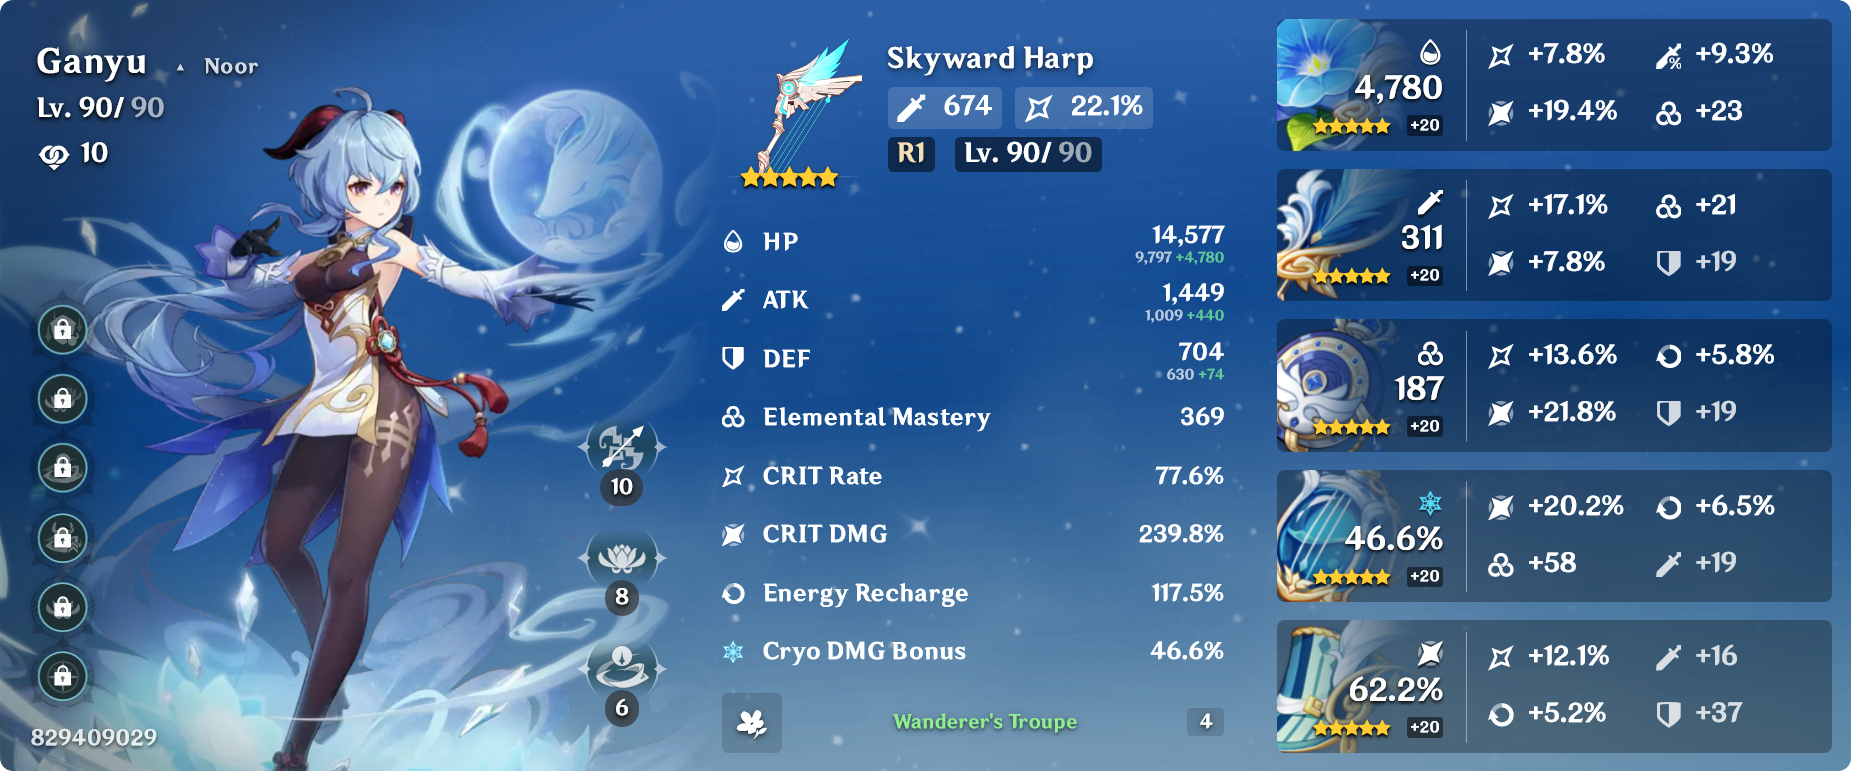 Ganyu ▲ Noor
Lv. 90/ 90
10
10
8
6
829409029
Skyward Harp
674 22.1%
R1 Lv. 90/ 90
HP 14,577
9,797 +4,780
ATK 1,449
1,009 +440
DEF 704
630 +74
Elemental Mastery 369
CRIT Rate 77.6%
CRIT DMG 239.8%
Energy Recharge 117.5%
Cryo DMG Bonus 46.6%
Wanderer's Troupe 4
4,780
+20
+7.8% +9.3%
+19.4% +23
311
+20
+17.1% +21
+7.8% +19
187
+20
+13.6% +5.8%
+21.8% +19
46.6%
+20
+20.2% +6.5%
+58 +19
62.2%
+20
+12.1% +16
+5.2% +37